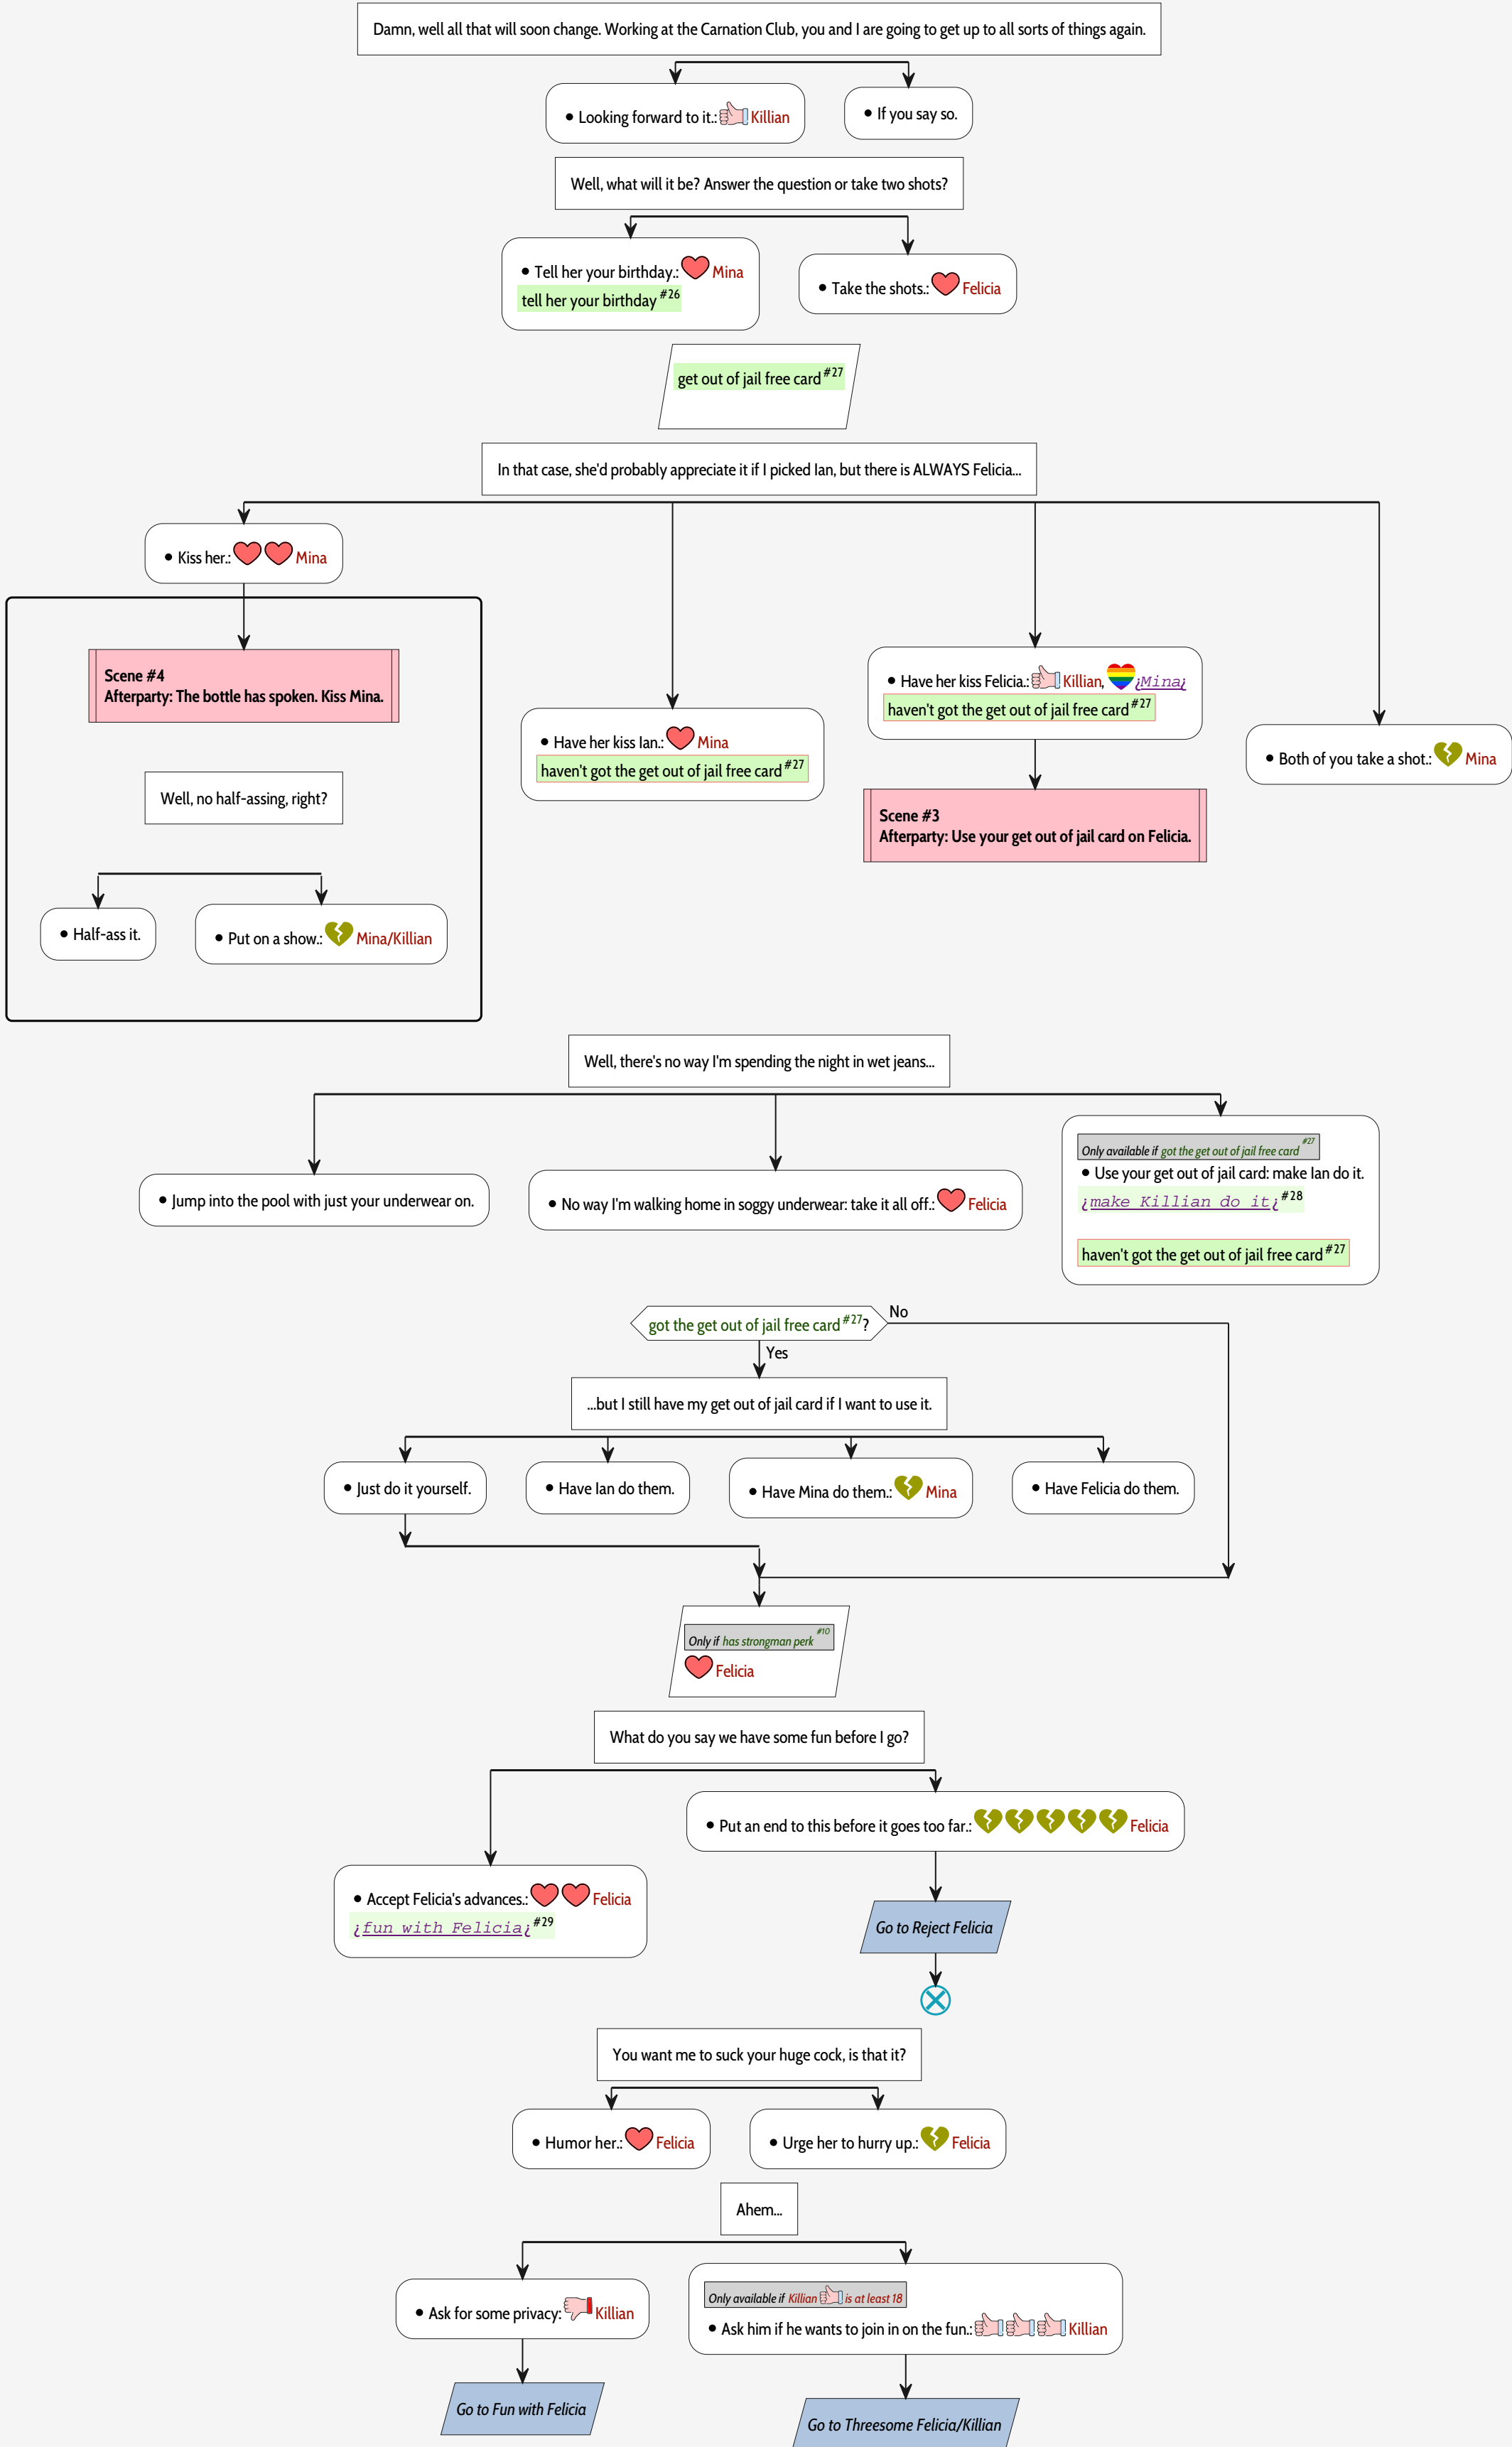 Damn, well all that will soon change. Working at the Carnation Club, you and I are going to get up to all sorts of things again.
• Looking forward to it.: Killian
• If you say so.
Well, what will it be? Answer the question or take two shots?
• Tell her your birthday.: Mina
tell her your birthday #26
• Take the shots.: Felicia
get out of jail free card #27
In that case, she'd probably appreciate it if I picked Ian, but there is ALWAYS Felicia...
• Kiss her.: Mina
Scene #4
Afterparty: The bottle has spoken. Kiss Mina.
Well, no half-assing, right?
• Half-ass it.
• Put on a show.: Mina/Killian
• Have her kiss Ian.: Mina
haven't got the get out of jail free card #27
• Have her kiss Felicia.: Killian, ¿Mina¿
haven't got the get out of jail free card #27
Scene #3
Afterparty: Use your get out of jail card on Felicia.
• Both of you take a shot.: Mina
Well, there's no way I'm spending the night in wet jeans...
• Jump into the pool with just your underwear on.
• No way I'm walking home in soggy underwear: take it all off.: Felicia
Only available if got the get out of jail free card #27
• Use your get out of jail card: make Ian do it.
¿make Killian do it¿ #28
haven't got the get out of jail free card #27
got the get out of jail free card #27?
No
Yes
...but I still have my get out of jail card if I want to use it.
• Just do it yourself.
• Have Ian do them.
• Have Mina do them.: Mina
• Have Felicia do them.
Only if has strongman perk #10
Felicia
What do you say we have some fun before I go?
• Put an end to this before it goes too far.: Felicia
• Accept Felicia's advances.: Felicia
¿fun with Felicia¿ #29
Go to Reject Felicia
You want me to suck your huge cock, is that it?
• Humor her.: Felicia
• Urge her to hurry up.: Felicia
Ahem...
• Ask for some privacy: Killian
Only available if Killian is at least 18
• Ask him if he wants to join in on the fun.: Killian
Go to Fun with Felicia
Go to Threesome Felicia/Killian